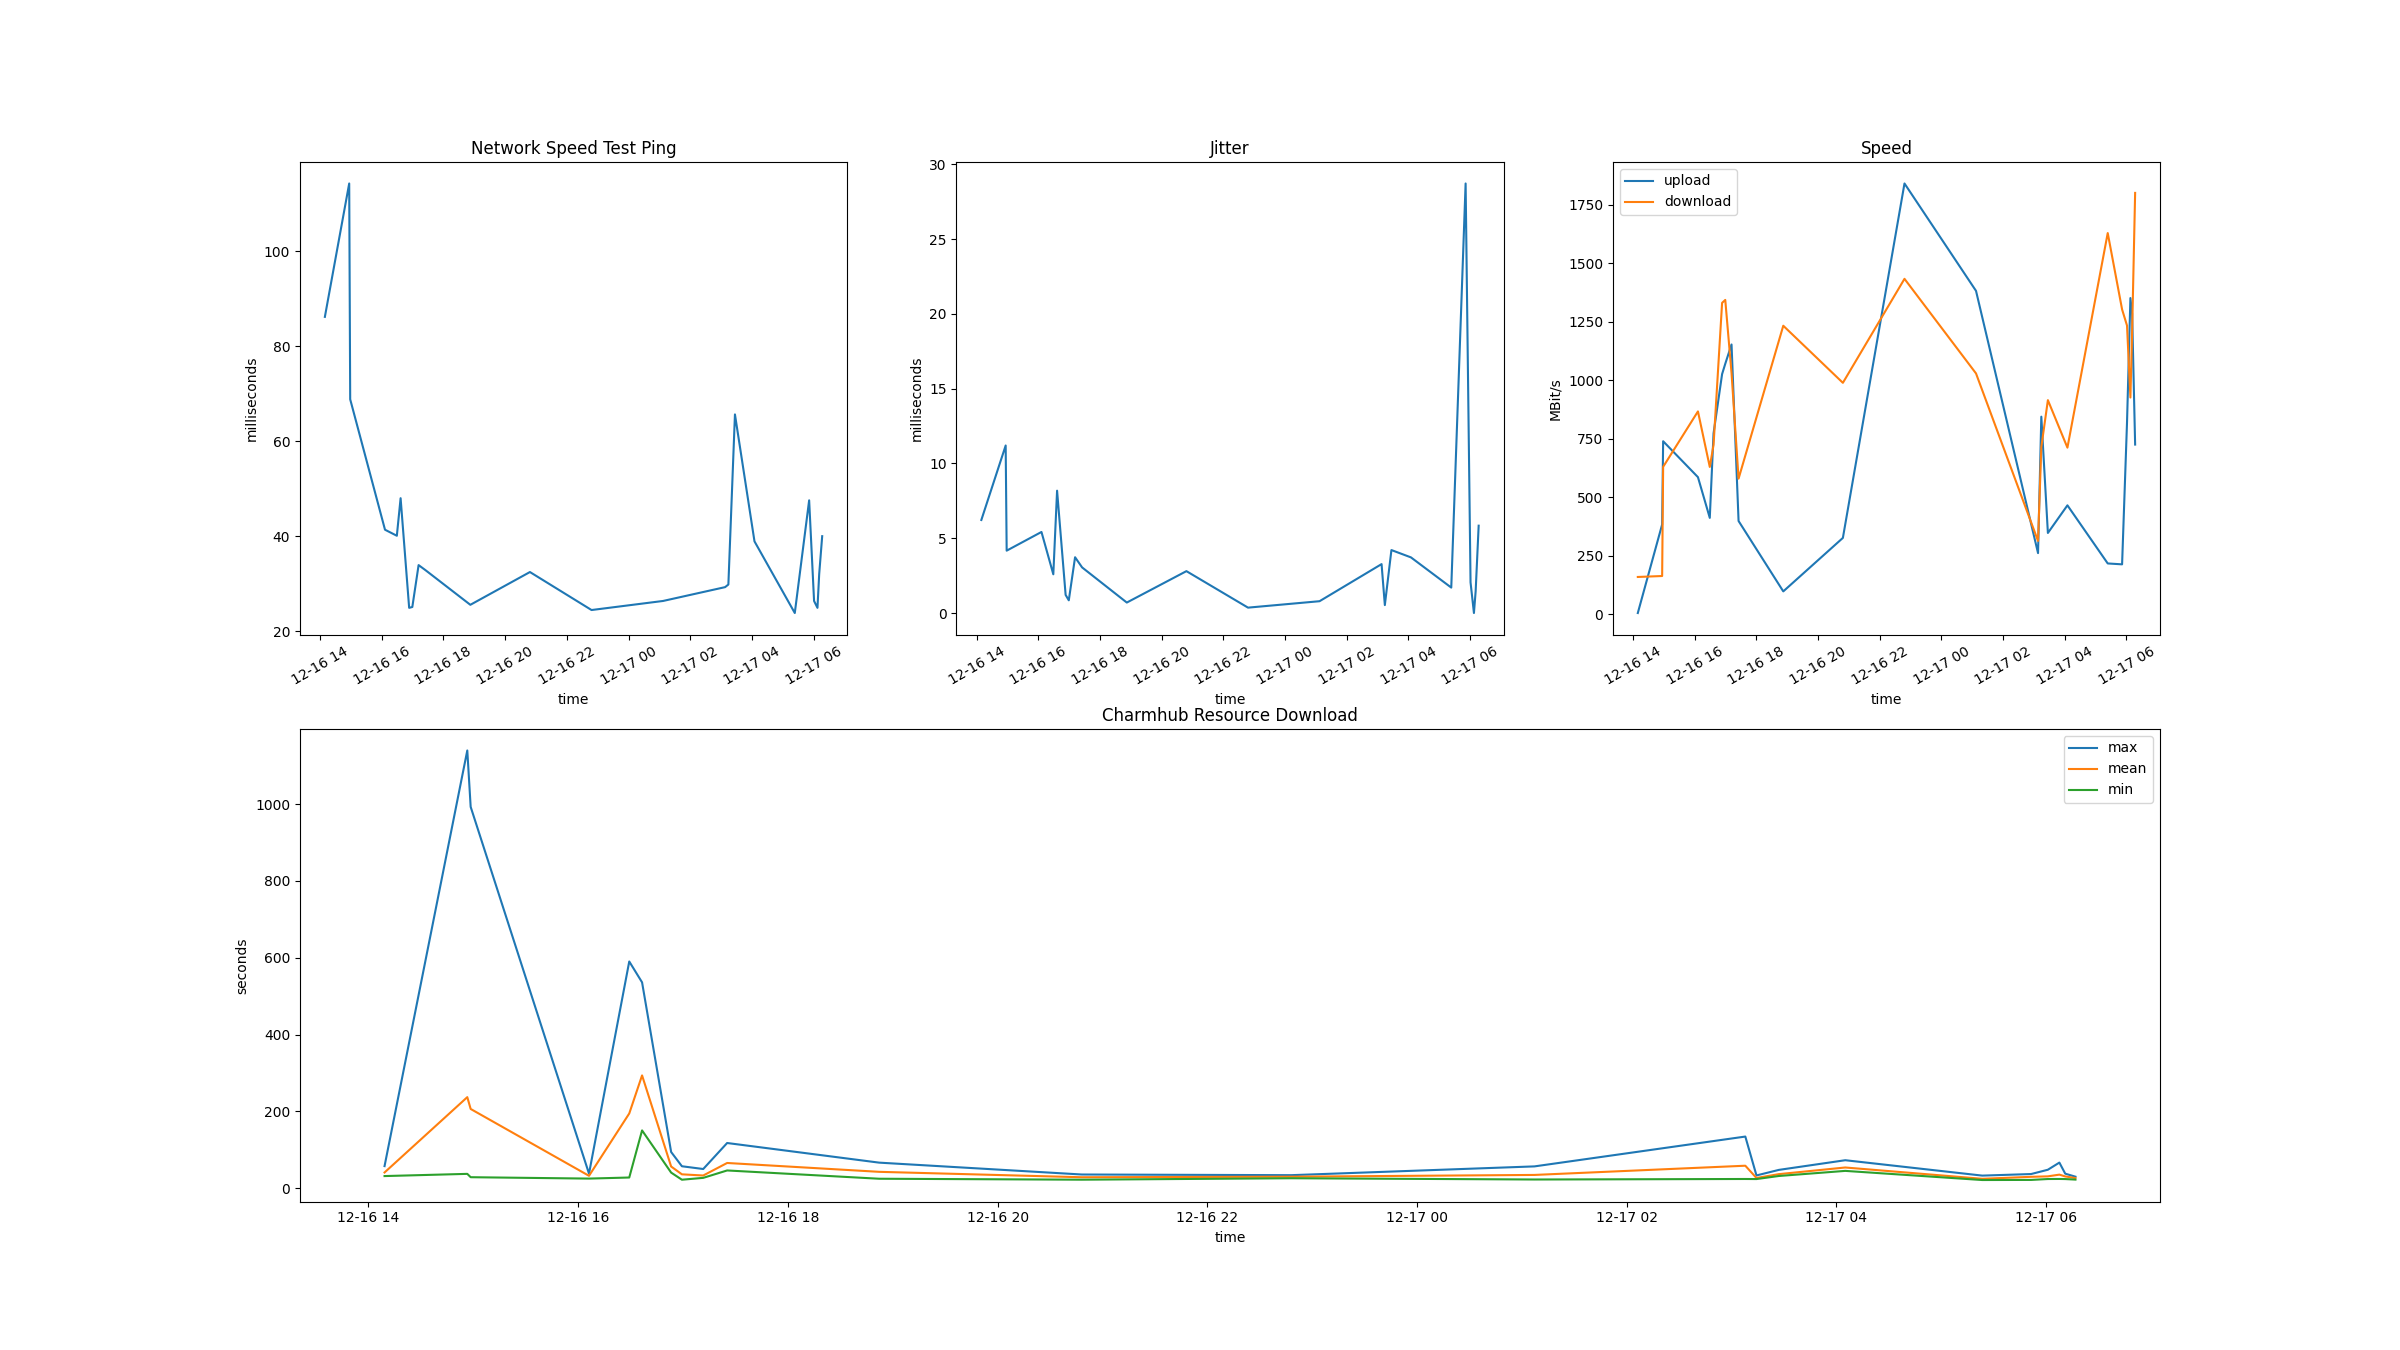 Network Speed Test Ping
milliseconds
100
80
60
40
20
12-16 14 12-16 16 12-16 18 12-16 20 12-16 22 12-17 00 12-17 02 12-17 04 12-17 06
time
Jitter
milliseconds
30
25
20
15
10
5
0
12-16 14 12-16 16 12-16 18 12-16 20 12-16 22 12-17 00 12-17 02 12-17 04 12-17 06
time
Speed
upload
download
MBit/s
1750
1500
1250
1000
750
500
250
0
12-16 14 12-16 16 12-16 18 12-16 20 12-16 22 12-17 00 12-17 02 12-17 04 12-17 06
time
Charmhub Resource Download
max
mean
min
seconds
1000
800
600
400
200
0
12-16 14 12-16 16 12-16 18 12-16 20 12-16 22 12-17 00 12-17 02 12-17 04 12-17 06
time